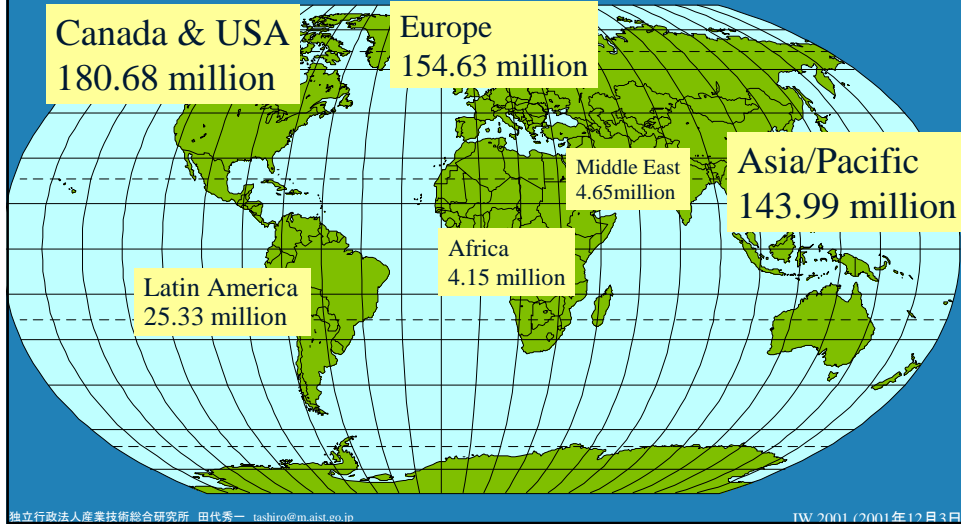 Canada & USA
180.68 million
Europe
154.63 million
Middle East
4.65million
Asia/Pacific
143.99 million
Africa
4.15 million
Latin America
25.33 million
独立行政法人産業技術総合研究所 田代秀一 tashiro@m.aist.go.jp
IW 2001 (2001年12月3日